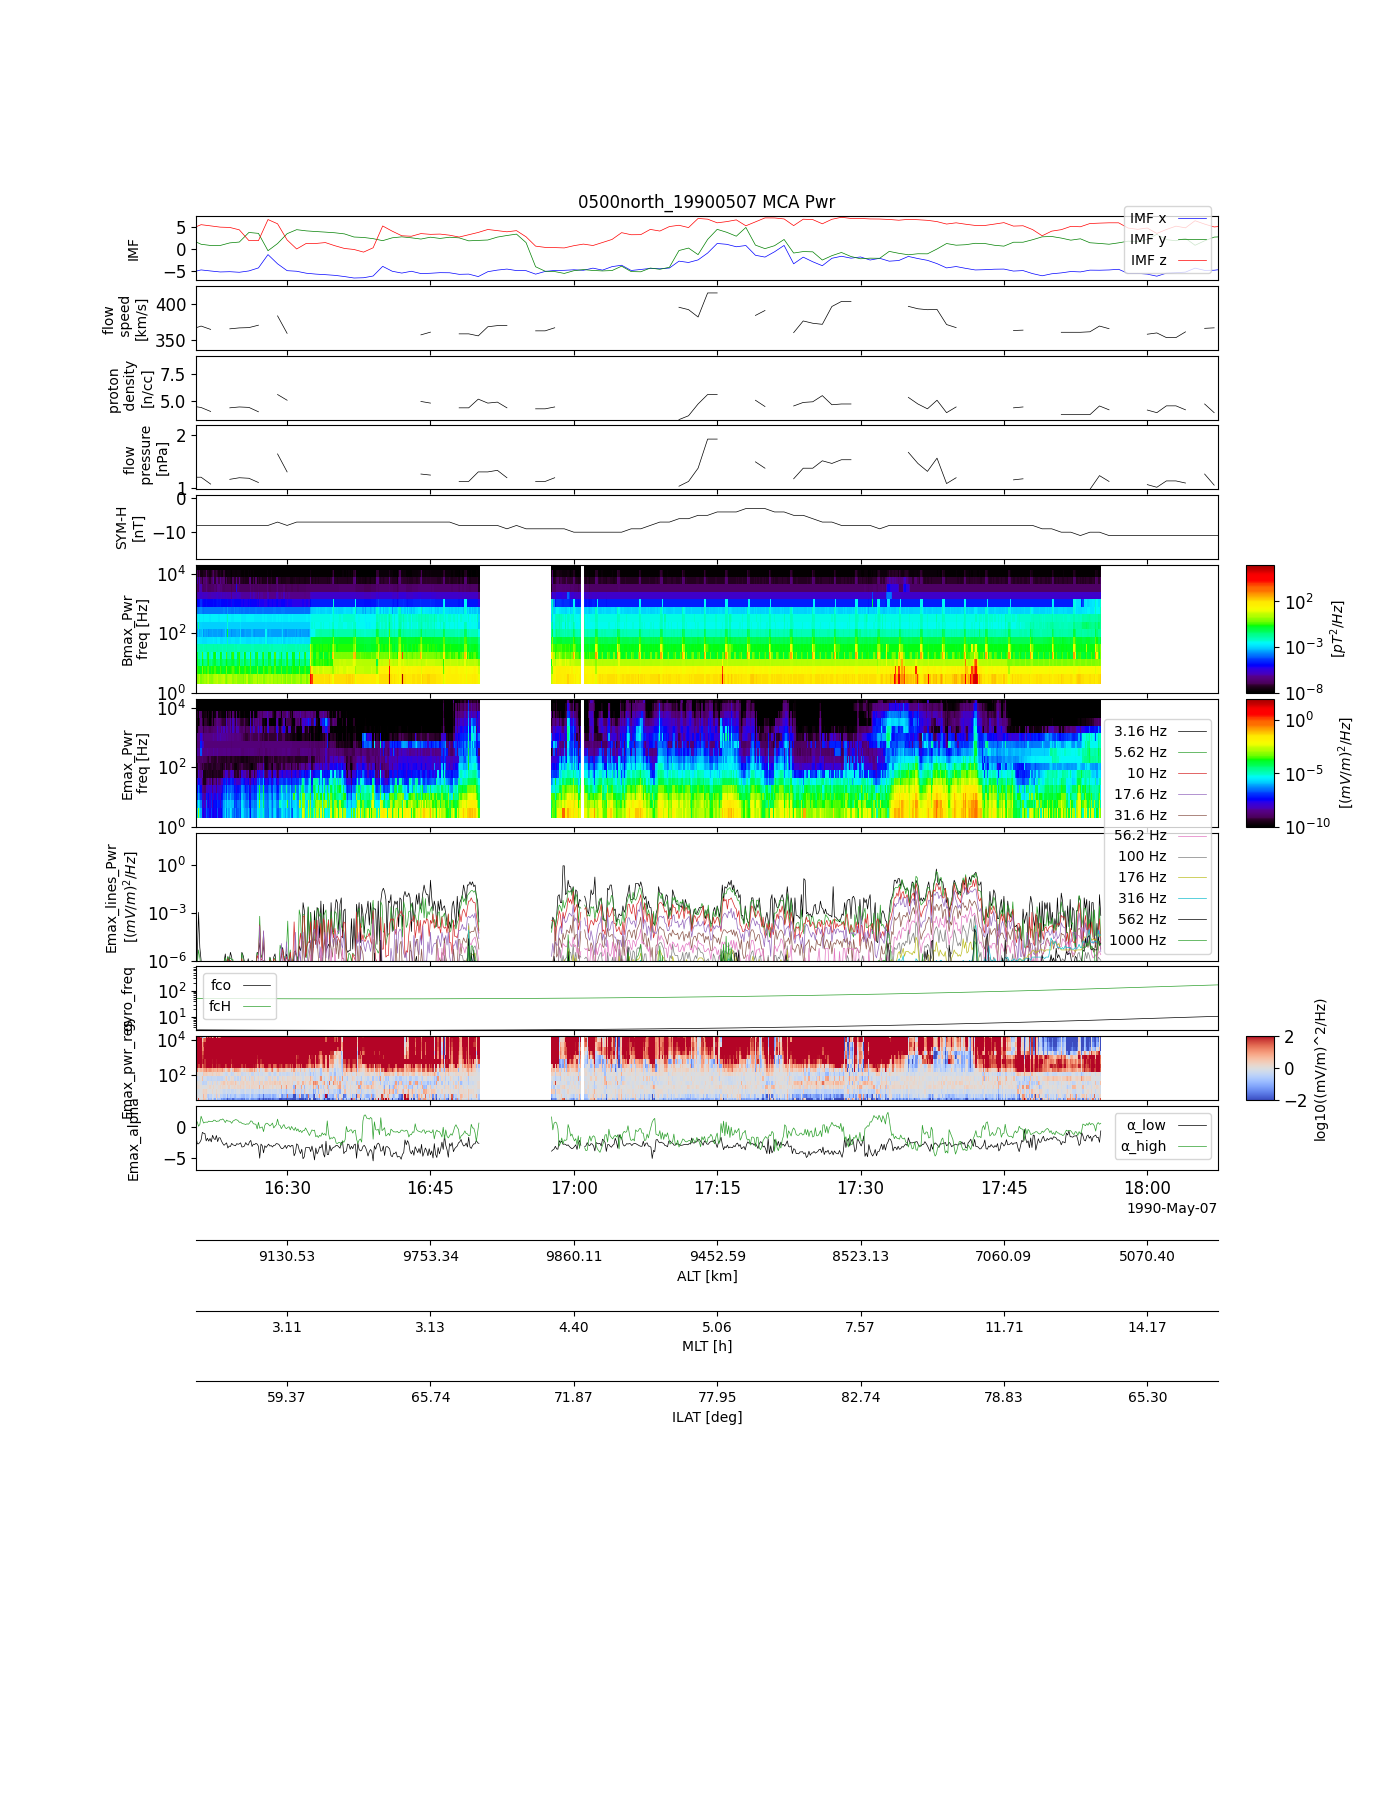 0500north_19900507 MCA Pwr
IMF
5
0
−5
IMF x
IMF y
IMF z
flow
speed
[km/s]
400
350
proton
density
[n/cc]
7.5
5.0
flow
pressure
[nPa]
2
1
SYM-H
[nT]
0
−10
Bmax_Pwr
freq [Hz]
10^4
10^2
10^0
10^2
10^−3
10^−8
[pT^2/Hz]
Emax_Pwr
freq [Hz]
10^4
10^2
10^0
10^0
10^−5
10^−10
[(mV/m)^2/Hz]
3.16 Hz
5.62 Hz
10 Hz
17.6 Hz
31.6 Hz
56.2 Hz
100 Hz
176 Hz
316 Hz
562 Hz
1000 Hz
Emax_lines_Pwr
[(mV/m)^2/Hz]
10^0
10^−3
10^−6
gyro_freq
10^2
10^1
fco
fcH
Emax_pwr_reg
10^4
10^2
2
0
−2
log10((mV/m)^2/Hz)
Emax_alpha
0
−5
α_low
α_high
16:30 16:45 17:00 17:15 17:30 17:45 18:00
1990-May-07
9130.53 9753.34 9860.11 9452.59 8523.13 7060.09 5070.40
ALT [km]
3.11 3.13 4.40 5.06 7.57 11.71 14.17
MLT [h]
59.37 65.74 71.87 77.95 82.74 78.83 65.30
ILAT [deg]